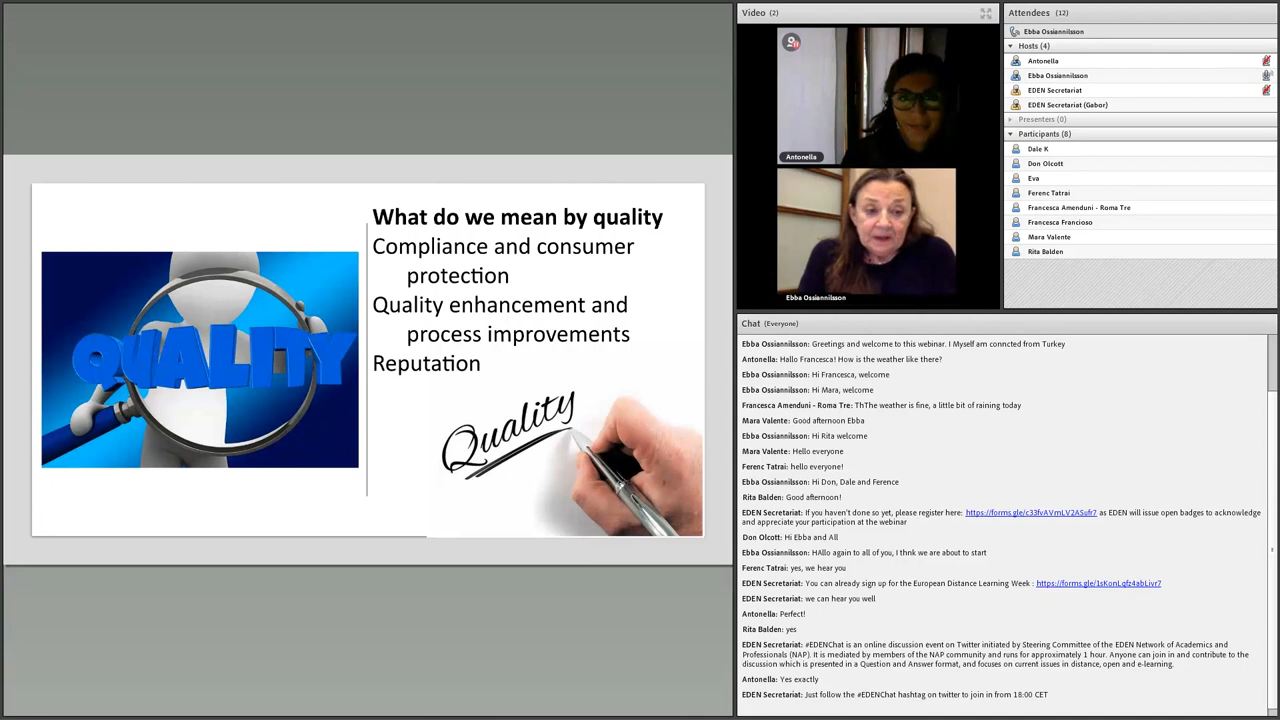 QUALITY
What do we mean by quality
Compliance and consumer
protection
Quality enhancement and
process improvements
Reputation
Quality
Video (2)
Antonella
Ebba Ossiannilsson
Attendees (12)
Ebba Ossiannilsson
Hosts (4)
Antonella
Ebba Ossiannilsson
EDEN Secretariat
EDEN Secretariat (Gabor)
Presenters (0)
Participants (8)
Dale K
Don Olcott
Eva
Ferenc Tatrai
Francesca Amenduni - Roma Tre
Francesca Francioso
Mara Valente
Rita Balden
Chat (Everyone)
Ebba Ossiannilsson: Greetings and welcome to this webinar. I Myself am conncted from Turkey
Antonella: Hallo Francesca! How is the weather like there?
Ebba Ossiannilsson: Hi Francesca, welcome
Ebba Ossiannilsson: Hi Mara, welcome
Francesca Amenduni - Roma Tre: ThThe weather is fine, a little bit of raining today
Mara Valente: Good afternoon Ebba
Ebba Ossiannilsson: Hi Rita welcome
Mara Valente: Hello everyone
Ferenc Tatrai: hello everyone!
Ebba Ossiannilsson: Hi Don, Dale and Ference
Rita Balden: Good afternoon!
EDEN Secretariat: If you haven't done so yet, please register here: https://forms.gle/c33fvAVmLV2ASufr7 as EDEN will issue open badges to acknowledge
and appreciate your participation at the webinar
Don Olcott: Hi Ebba and All
Ebba Ossiannilsson: HAllo again to all of you, I thnk we are about to start
Ferenc Tatrai: yes, we hear you
EDEN Secretariat: You can already sign up for the European Distance Learning Week : https://forms.gle/1sKonLqfz4abLivr7
EDEN Secretariat: we can hear you well
Antonella: Perfect!
Rita Balden: yes
EDEN Secretariat: #EDENChat is an online discussion event on Twitter initiated by Steering Committee of the EDEN Network of Academics and
Professionals (NAP). It is mediated by members of the NAP community and runs for approximately 1 hour. Anyone can join in and contribute to the
discussion which is presented in a Question and Answer format, and focuses on current issues in distance, open and e-learning.
Antonella: Yes exactly
EDEN Secretariat: Just follow the #EDENChat hashtag on twitter to join in from 18:00 CET